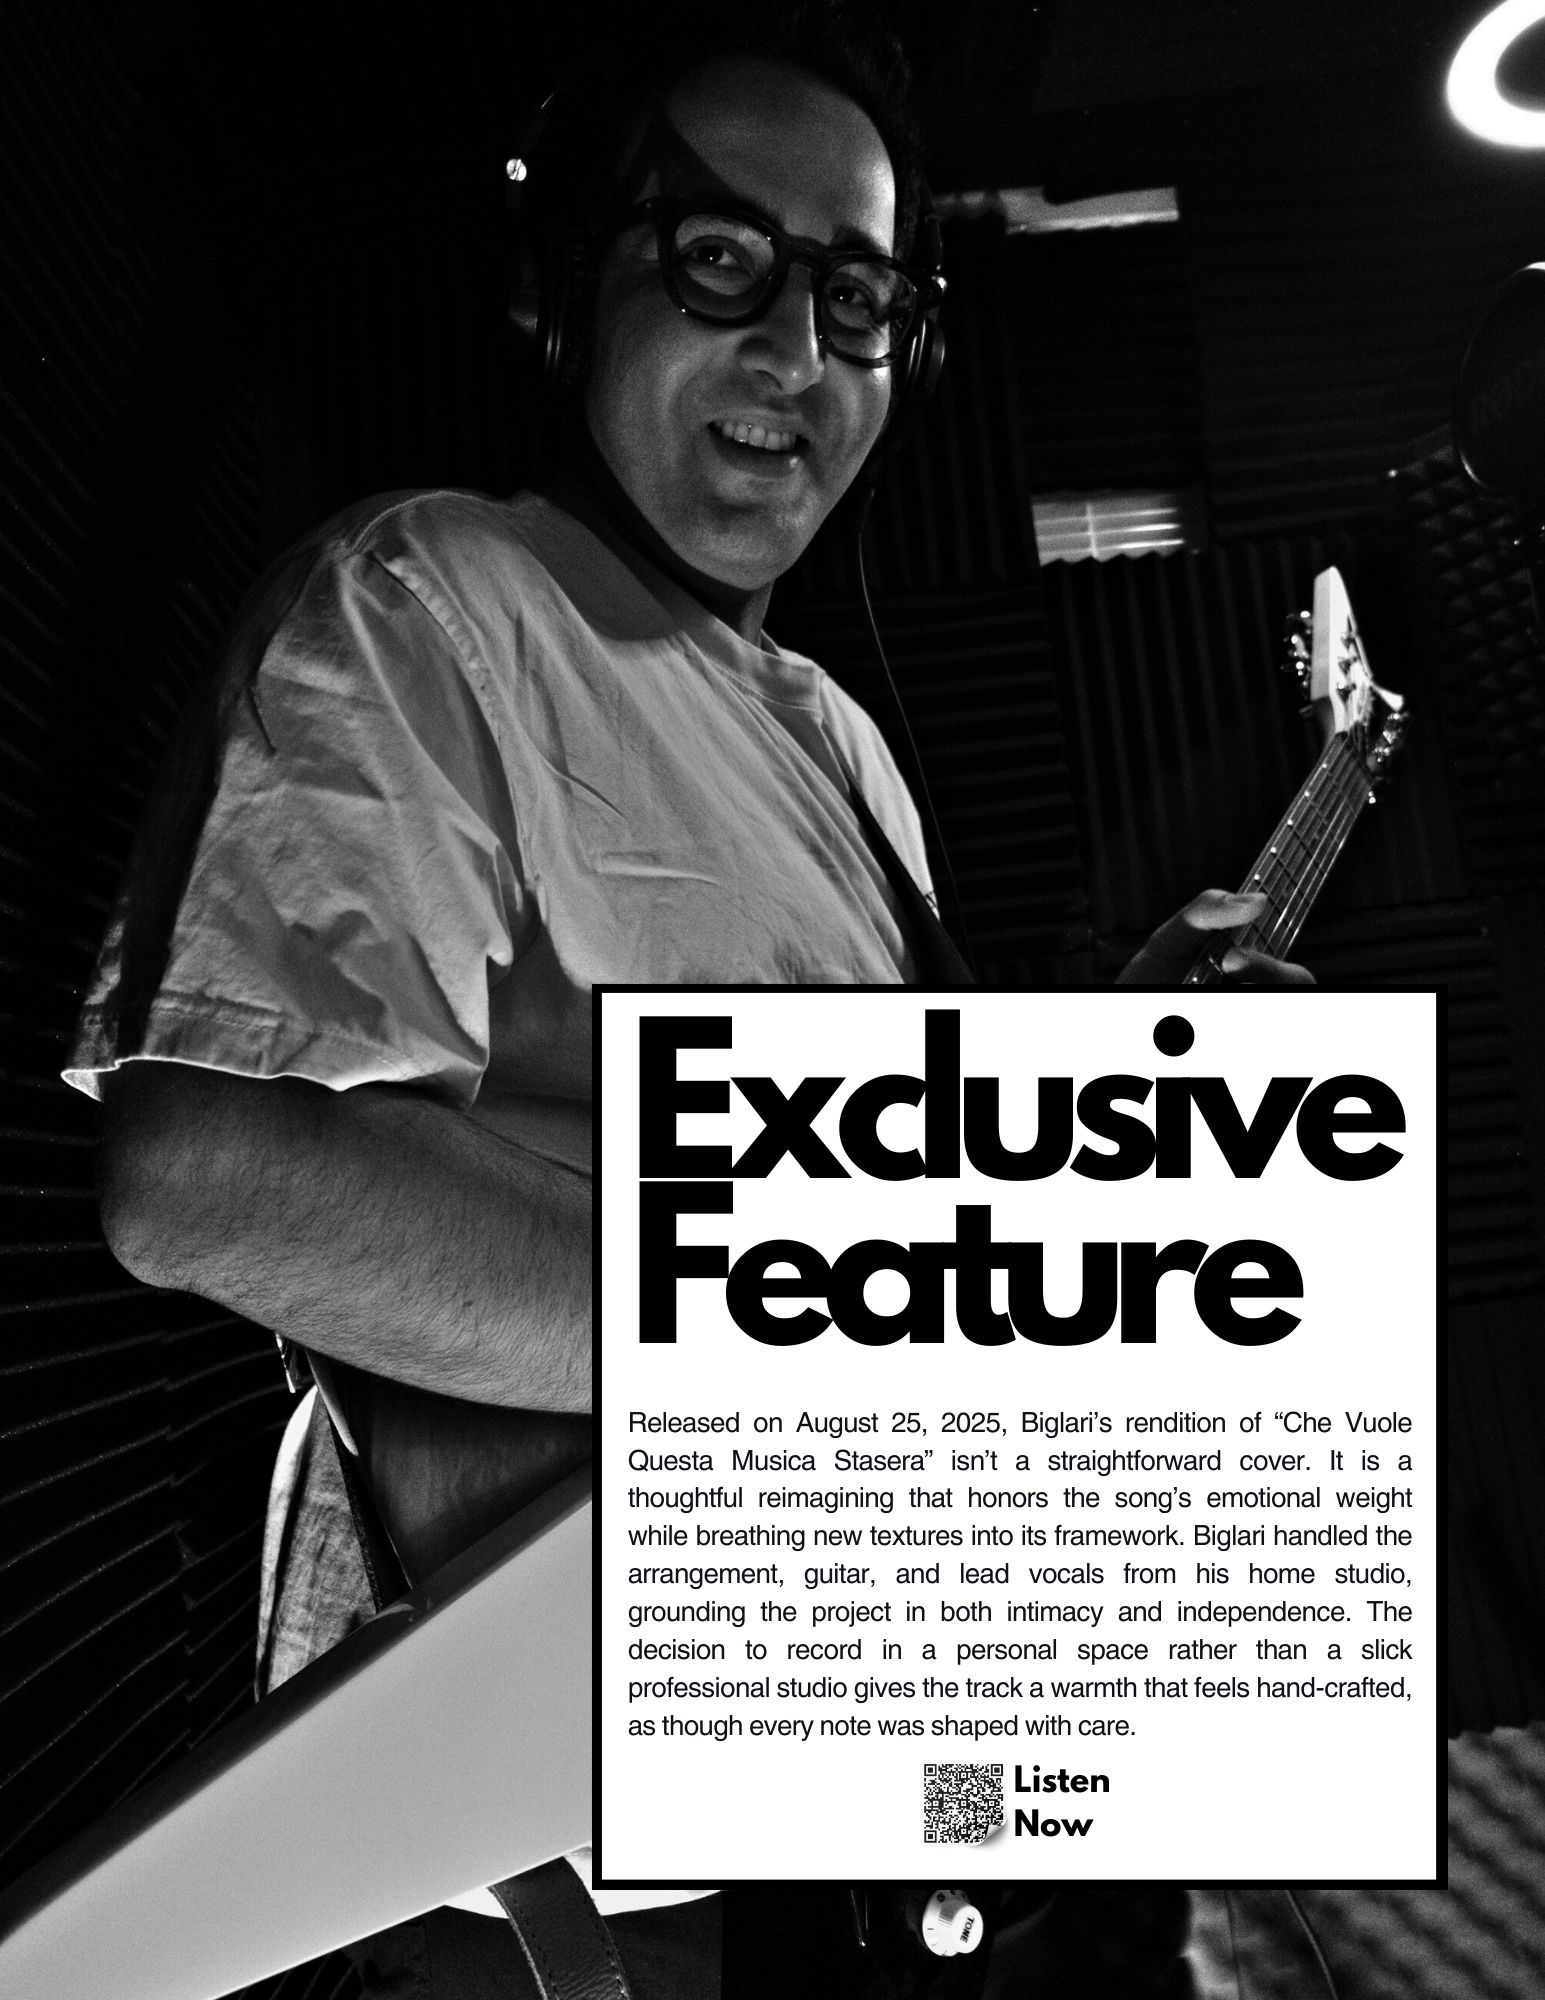 Exclusive
Feature
Released on August 25, 2025, Biglari’s rendition of “Che Vuole
Questa Musica Stasera” isn’t a straightforward cover. It is a
thoughtful reimagining that honors the song’s emotional weight
while breathing new textures into its framework. Biglari handled the
arrangement, guitar, and lead vocals from his home studio,
grounding the project in both intimacy and independence. The
decision to record in a personal space rather than a slick
professional studio gives the track a warmth that feels hand-crafted,
as though every note was shaped with care.
Listen
Now
TONE